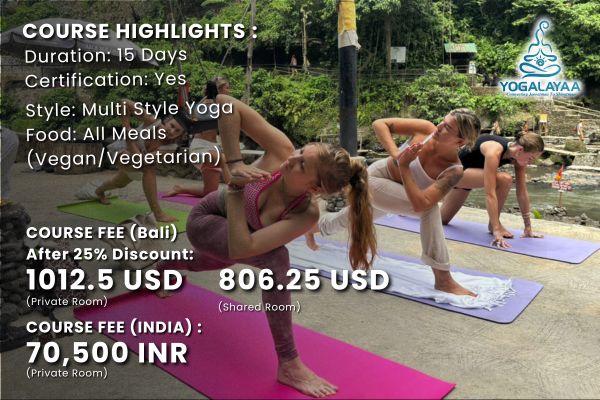 COURSE HIGHLIGHTS :
Duration: 15 Days
Certification: Yes
Style: Multi Style Yoga
Food: All Meals
(Vegan/Vegetarian)
YOGALAYAA
COURSE FEE (Bali)
After 25% Discount:
1012.5 USD 806.25 USD
(Private Room) (Shared Room)
COURSE FEE (INDIA) :
70,500 INR
(Private Room)